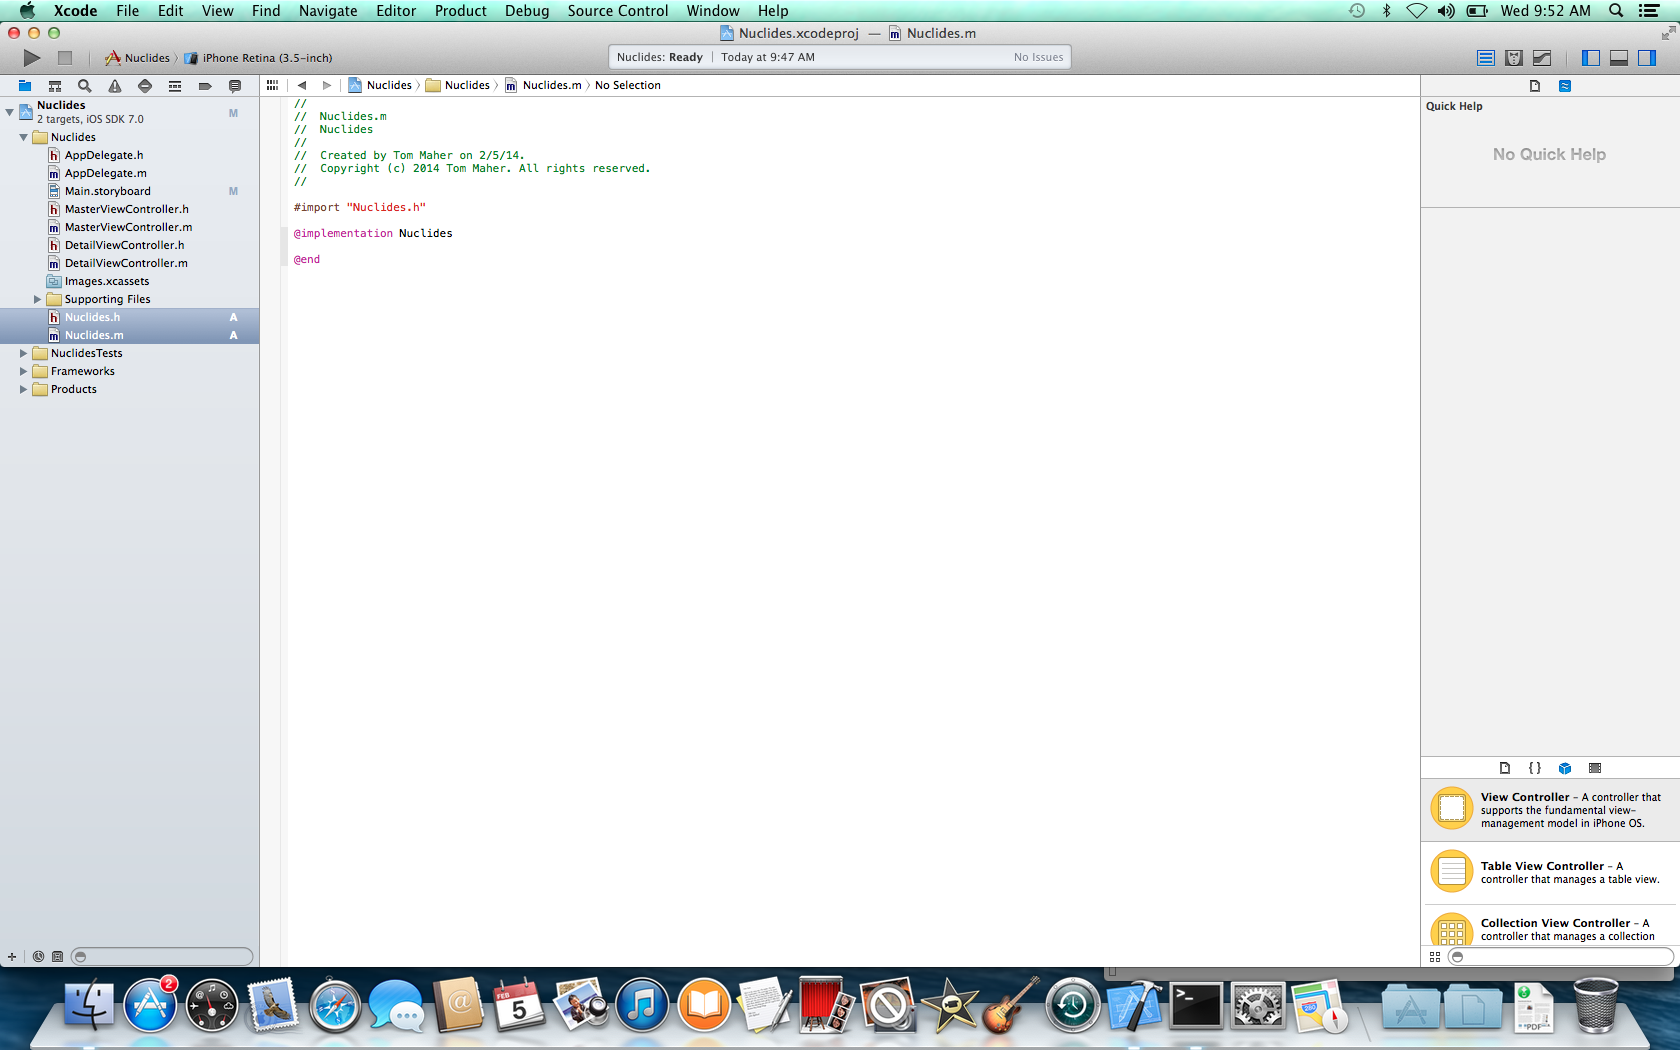 Xcode File Edit View Find Navigate Editor Product Debug Source Control Window Help Wed 9:52 AM
Nuclides.xcodeproj — Nuclides.m
Nuclides iPhone Retina (3.5-inch)
Nuclides: Ready Today at 9:47 AM No Issues
Nuclides Nuclides Nuclides.m No Selection
Nuclides
2 targets, iOS SDK 7.0
M
Nuclides
AppDelegate.h
AppDelegate.m
Main.storyboard M
MasterViewController.h
MasterViewController.m
DetailViewController.h
DetailViewController.m
Images.xcassets
Supporting Files
Nuclides.h A
Nuclides.m A
NuclidesTests
Frameworks
Products
//
// Nuclides.m
// Nuclides
//
// Created by Tom Maher on 2/5/14.
// Copyright (c) 2014 Tom Maher. All rights reserved.
//
#import "Nuclides.h"
@implementation Nuclides
@end
Quick Help
No Quick Help
{ }
View Controller – A controller that
supports the fundamental view-
management model in iPhone OS.
Table View Controller – A
controller that manages a table view.
Collection View Controller – A
controller that manages a collection
2
FEB
5
280
PDF